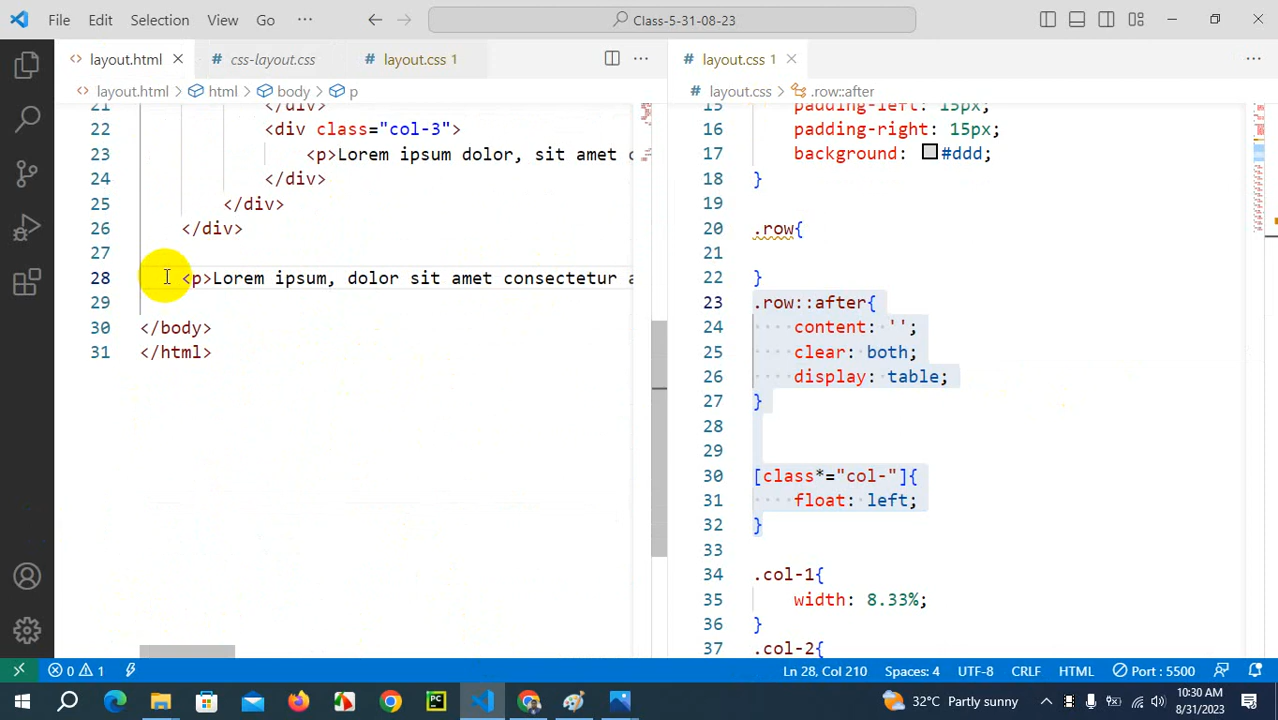 File Edit Selection View Go ··· Class-5-31-08-23
layout.html css-layout.css layout.css 1
layout.html > html > body > p
21 </div>
22 <div class="col-3">
23 <p>Lorem ipsum dolor, sit amet c
24 </div>
25 </div>
26 </div>
27
28 <p>Lorem ipsum, dolor sit amet consectetur a
29
30 </body>
31 </html>
layout.css 1
layout.css > .row::after
15 padding-left: 15px;
16 padding-right: 15px;
17 background: #ddd;
18 }
19
20 .row{
21
22 }
23 .row::after{
24 content: '';
25 clear: both;
26 display: table;
27 }
28
29
30 [class*="col-"]{
31 float: left;
32 }
33
34 .col-1{
35 width: 8.33%;
36 }
37 .col-2{
0 1 Ln 28, Col 210 Spaces: 4 UTF-8 CRLF HTML Port : 5500
PC 32°C Partly sunny 10:30 AM
8/31/2023